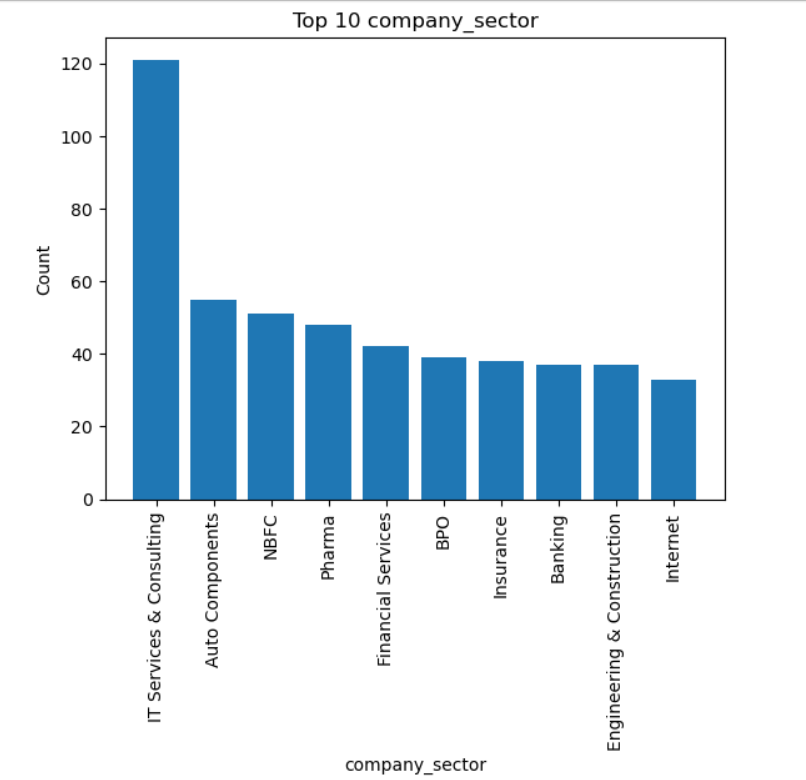 Top 10 company_sector
Count
120
100
80
60
40
20
0
IT Services & Consulting
Auto Components
NBFC
Pharma
Financial Services
BPO
Insurance
Banking
Engineering & Construction
Internet
company_sector